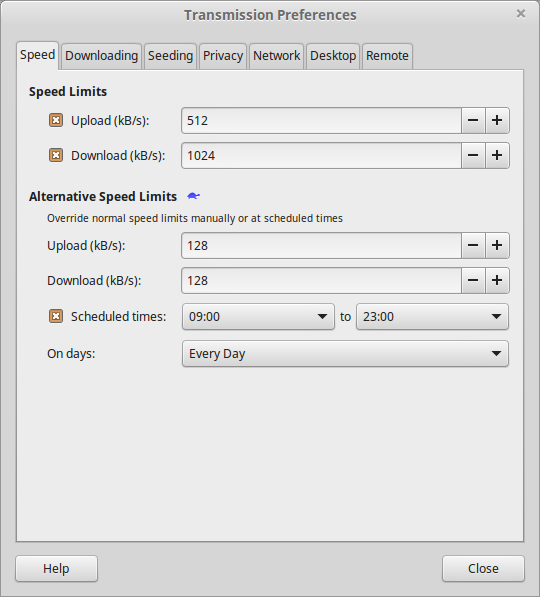 Transmission Preferences
Speed Downloading Seeding Privacy Network Desktop Remote
Speed Limits
Upload (kB/s): 512
Download (kB/s): 1024
Alternative Speed Limits
Override normal speed limits manually or at scheduled times
Upload (kB/s): 128
Download (kB/s): 128
Scheduled times: 09:00 to 23:00
On days: Every Day
Help Close